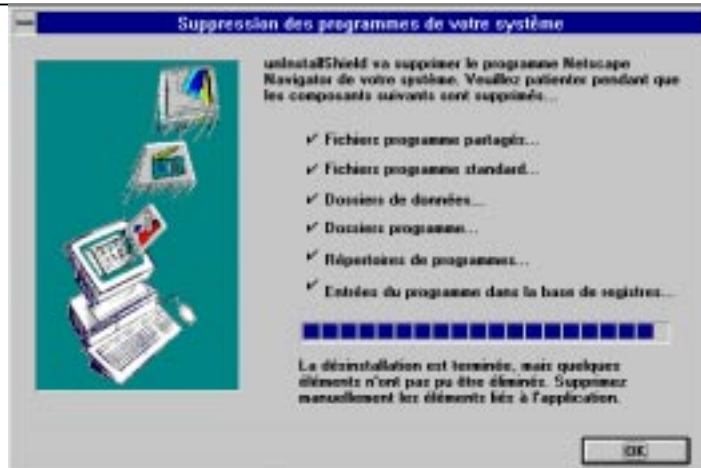 Suppression des programmes de votre système
unInstallShield va supprimer le programme Netscape
Navigator de votre système. Veuillez patienter pendant que
les composants suivants sont supprimés...
✓ Fichiers programme partagés...
✓ Fichiers programme standard...
✓ Dossiers de données...
✓ Dossiers programme...
✓ Répertoires de programmes...
✓ Entrées du programme dans la base de registres...
La désinstallation est terminée, mais quelques
éléments n'ont pas pu être éliminés. Supprimez
manuellement les éléments liés à l'application.
OK